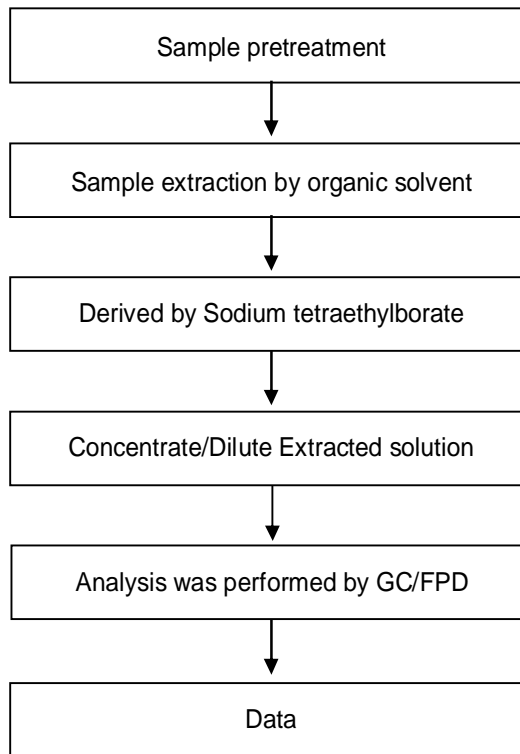 Sample pretreatment
Sample extraction by organic solvent
Derived by Sodium tetraethylborate
Concentrate/Dilute Extracted solution
Analysis was performed by GC/FPD
Data